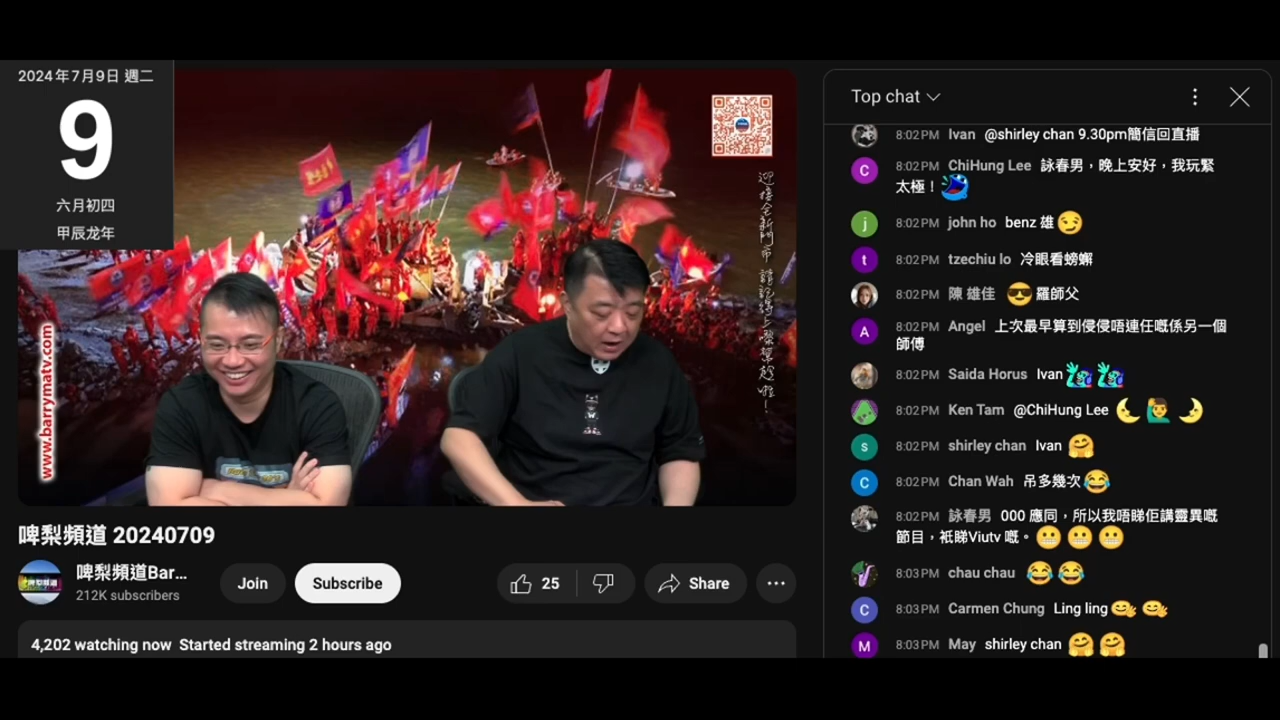 2024年7月9日 週二
9
六月初四
甲辰龙年
www.barrymatv.com
啤梨頻道 20240709
啤梨頻道Bar...
212K subscribers
Join
Subscribe
25
Share
4,202 watching now Started streaming 2 hours ago
Top chat
8:02 PM Ivan @shirley chan 9.30pm簡信回直播
8:02 PM ChiHung Lee 詠春男，晚上安好，我玩緊
太極！
8:02 PM john ho benz 雄
8:02 PM tzechiu lo 冷眼看螃蠏
8:02 PM 陳 雄佳 😎羅師父
8:02 PM Angel 上次最早算到侵侵唔連任嘅係另一個
師傅
8:02 PM Saida Horus Ivan
8:02 PM Ken Tam @ChiHung Lee 🌜🙋‍♂️🌛
8:02 PM shirley chan Ivan 🤗
8:02 PM Chan Wah 吊多幾次😂
8:02 PM 詠春男 000 應同，所以我唔睇佢講靈異嘅
節目，衹睇Viutv 嘅。😬😬😬
8:03 PM chau chau 😂😂
8:03 PM Carmen Chung Ling ling
8:03 PM May shirley chan 🤗🤗